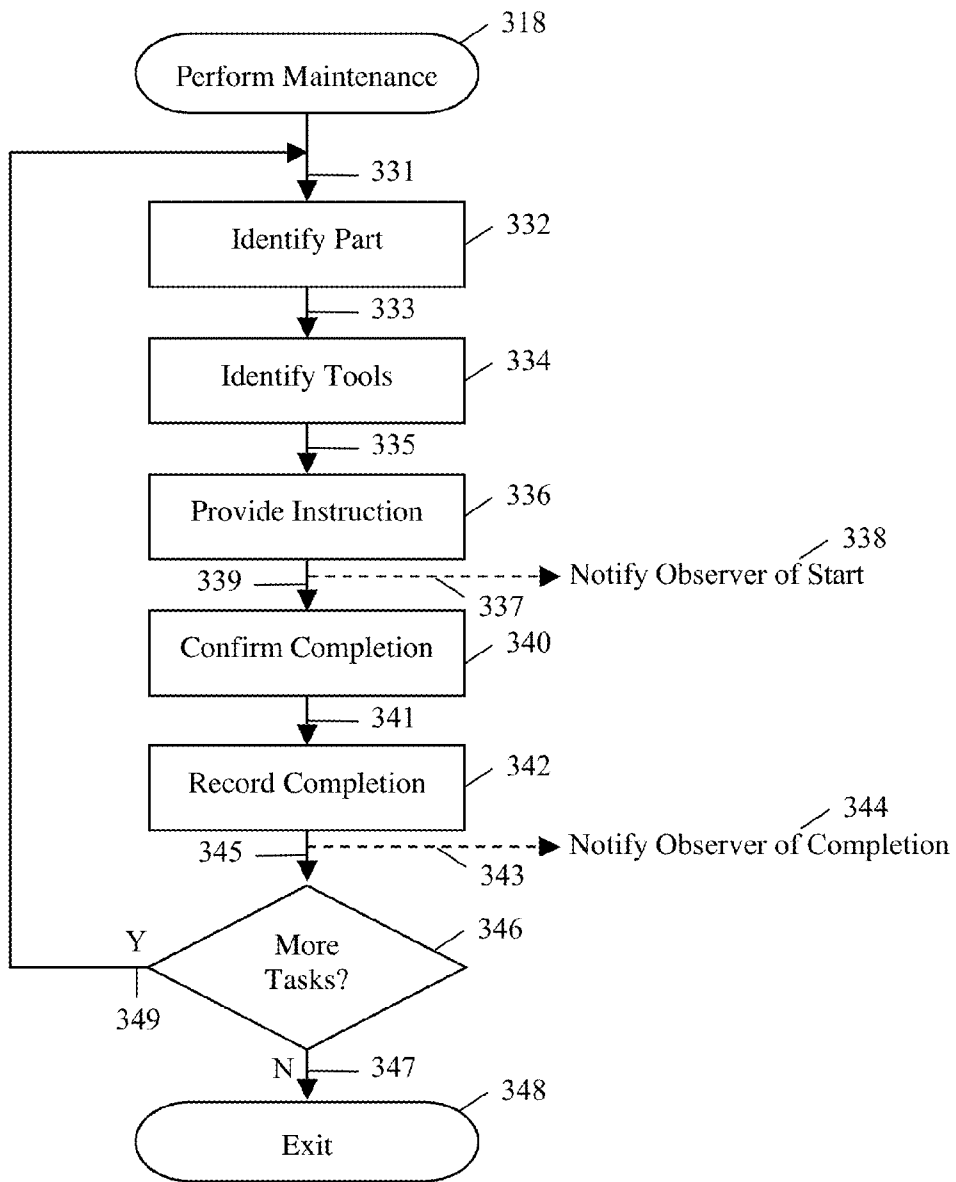 318
Perform Maintenance
331
Identify Part
332
333
Identify Tools
334
335
Provide Instruction
336
338
339
337
Notify Observer of Start
Confirm Completion
340
341
Record Completion
342
344
345
343
Notify Observer of Completion
Y
More
Tasks?
346
349
N
347
348
Exit